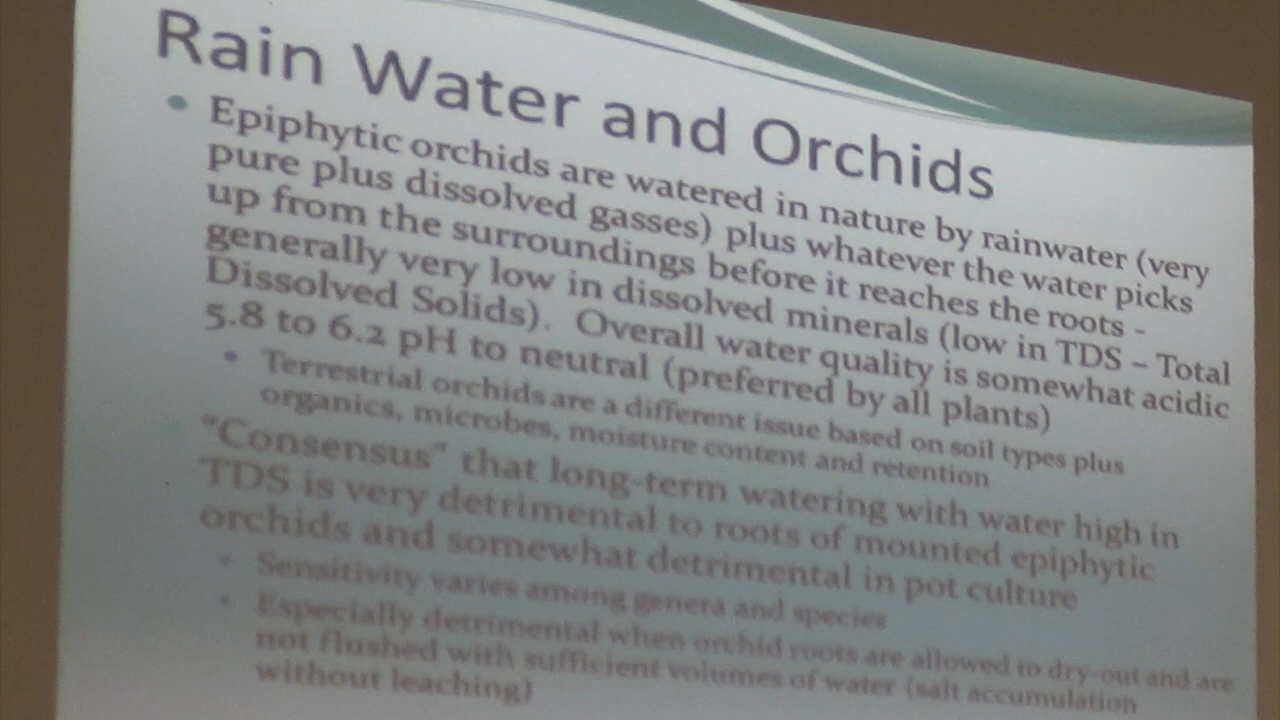 Rain Water and Orchids
Epiphytic orchids are watered in nature by rainwater (very
pure plus dissolved gasses) plus whatever the water picks
up from the surroundings before it reaches the roots -
generally very low in dissolved minerals (low in TDS – Total
Dissolved Solids). Overall water quality is somewhat acidic
5.8 to 6.2 pH to neutral (preferred by all plants)
Terrestrial orchids are a different issue based on soil types plus
organics, microbes, moisture content and retention
"Consensus" that long-term watering with water high in
TDS is very detrimental to roots of mounted epiphytic
orchids and somewhat detrimental in pot culture
Sensitivity varies among genera and species
Especially detrimental when orchid roots are allowed to dry-out and are
not flushed with sufficient volumes of water (salt accumulation
without leaching)